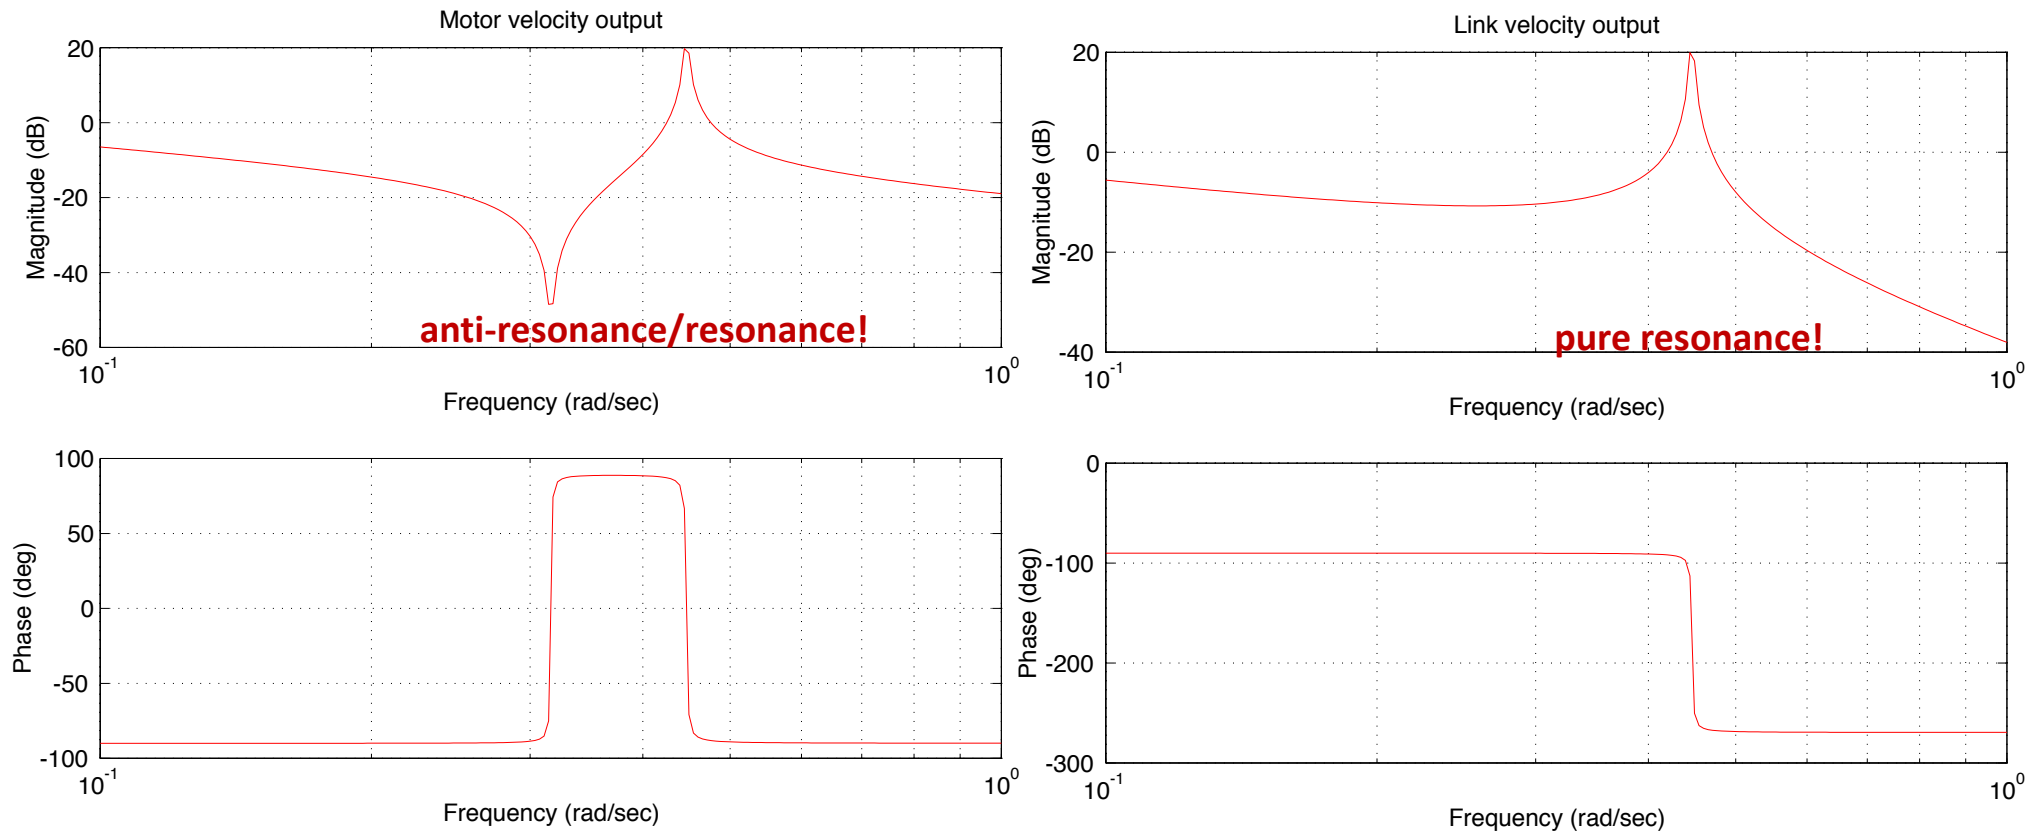 Motor velocity output
20
0
-20
-40
-60
Magnitude (dB)
anti-resonance/resonance!
10^-1
10^0
Frequency (rad/sec)
Link velocity output
20
0
-20
-40
Magnitude (dB)
pure resonance!
10^-1
10^0
Frequency (rad/sec)
100
50
0
-50
-100
Phase (deg)
10^-1
10^0
Frequency (rad/sec)
0
-100
-200
-300
Phase (deg)
10^-1
10^0
Frequency (rad/sec)